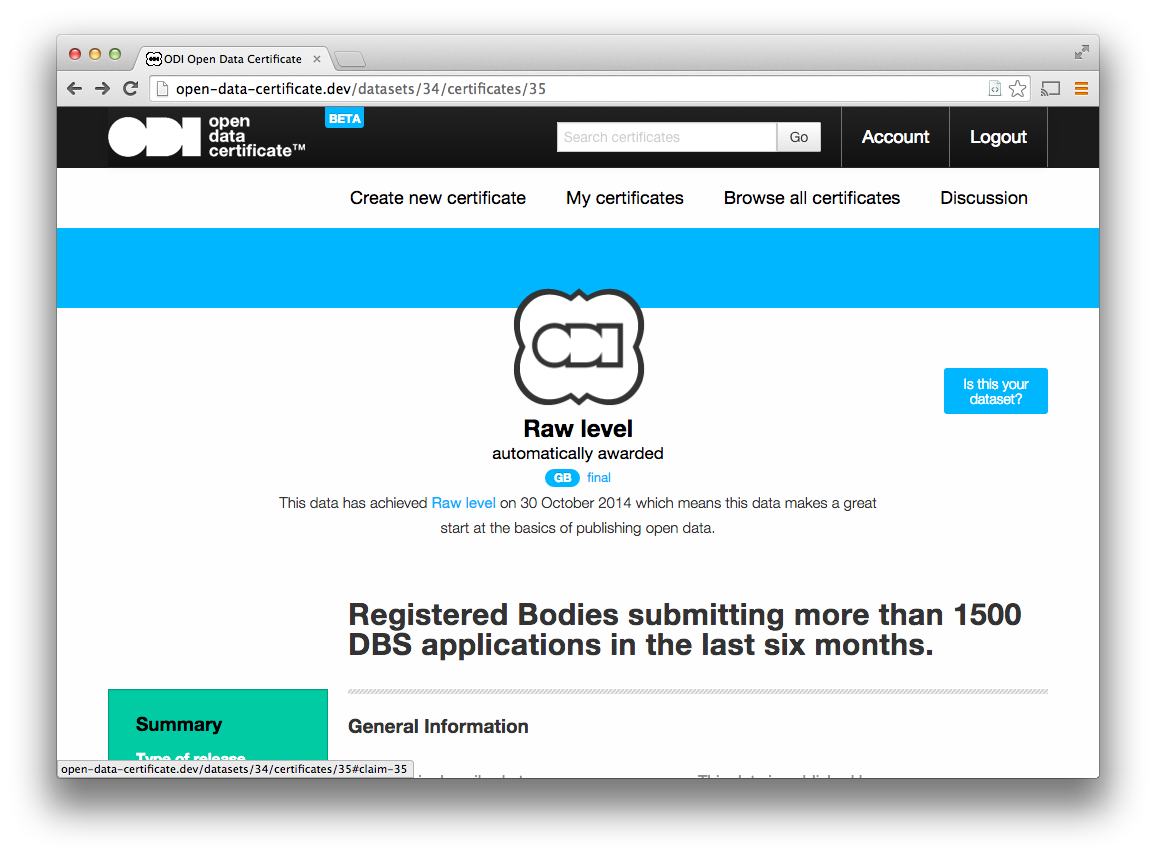 ODI Open Data Certificate
open-data-certificate.dev/datasets/34/certificates/35
ODI open
data
certificate™
BETA
Search certificates
Go
Account
Logout
Create new certificate
My certificates
Browse all certificates
Discussion
ODI
Is this your
dataset?
Raw level
automatically awarded
GB final
This data has achieved Raw level on 30 October 2014 which means this data makes a great
start at the basics of publishing open data.
Registered Bodies submitting more than 1500
DBS applications in the last six months.
Summary
General Information
Type of release
This data is published by
open-data-certificate.dev/datasets/34/certificates/35#claim-35